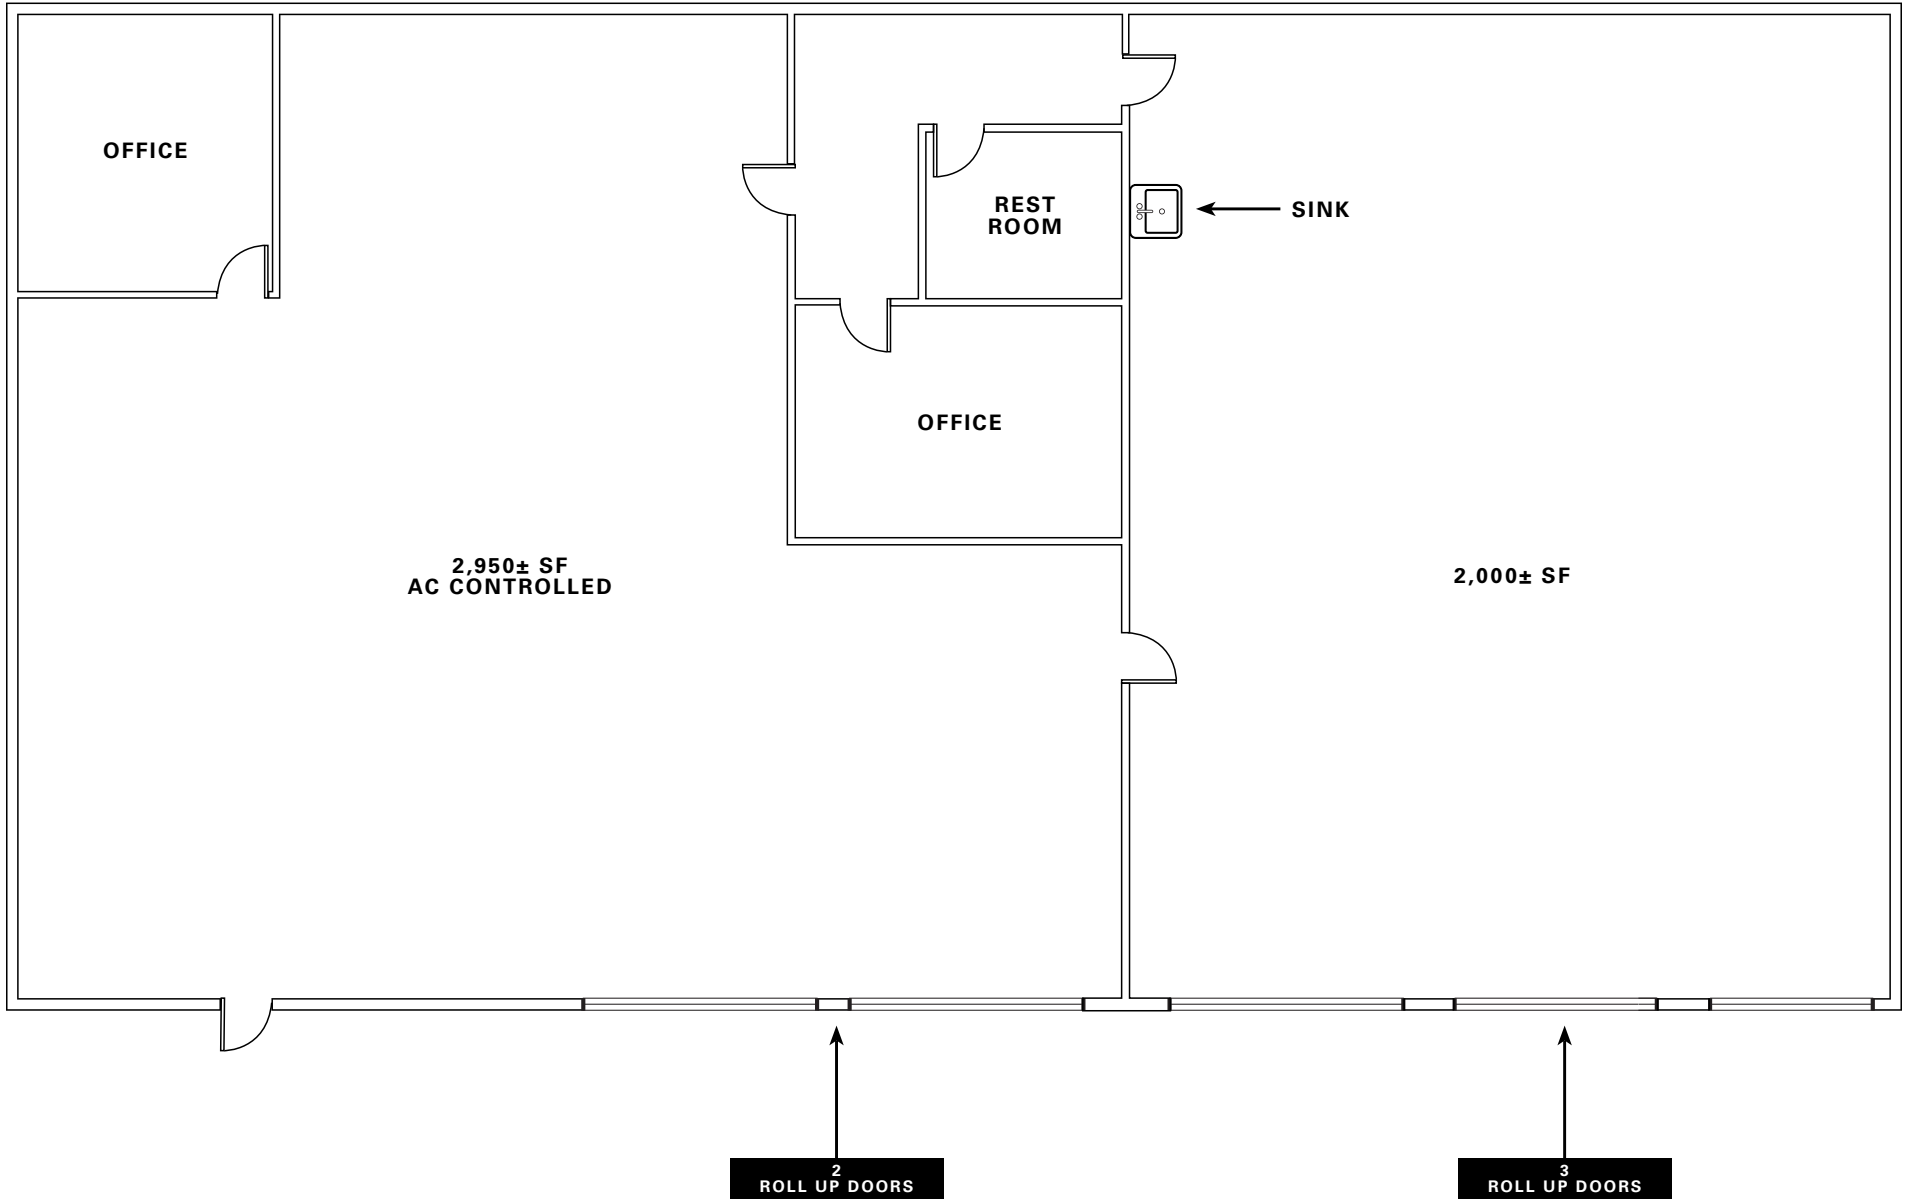 OFFICE
REST
ROOM
SINK
OFFICE
2,950± SF
AC CONTROLLED
2,000± SF
2
ROLL UP DOORS
3
ROLL UP DOORS